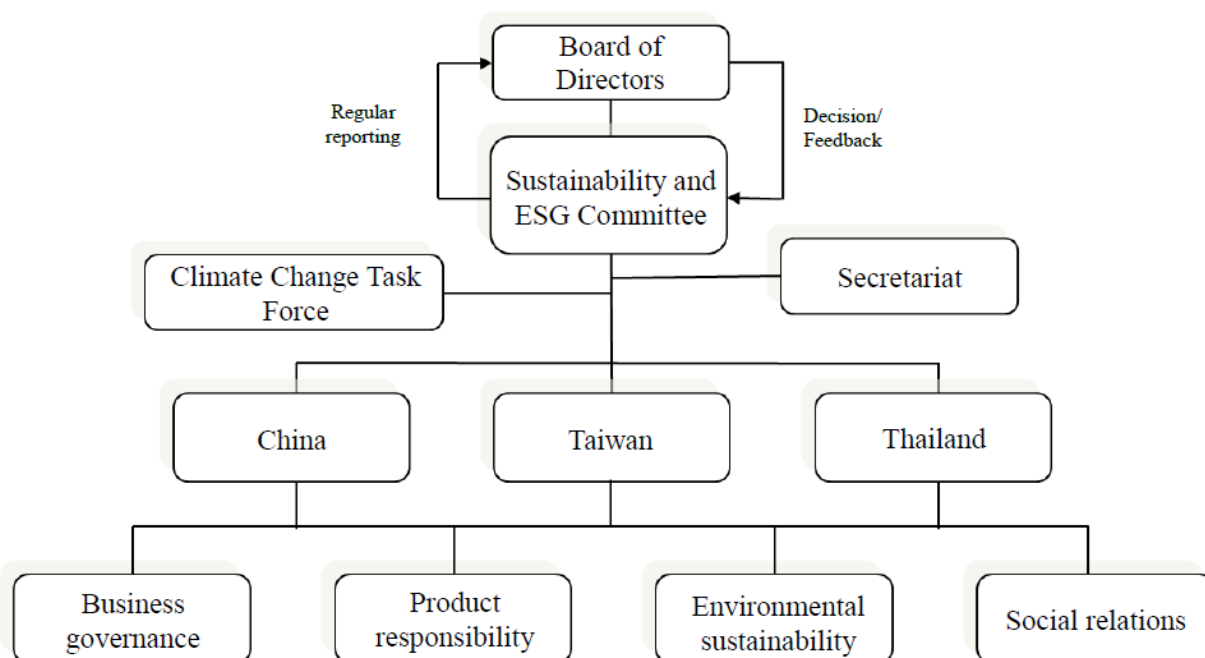 Board of
Directors
Regular
reporting
Decision/
Feedback
Sustainability and
ESG Committee
Climate Change Task
Force
Secretariat
China
Taiwan
Thailand
Business
governance
Product
responsibility
Environmental
sustainability
Social relations